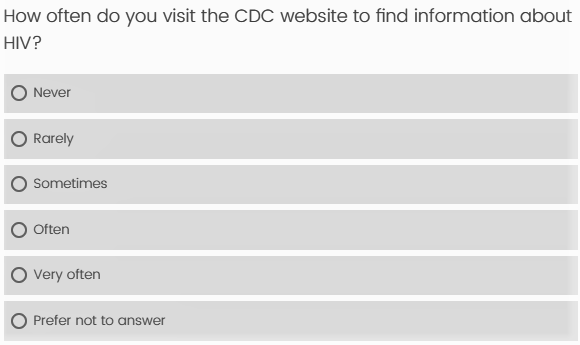 How often do you visit the CDC website to find information about
HIV?
Never
Rarely
Sometimes
Often
Very often
Prefer not to answer